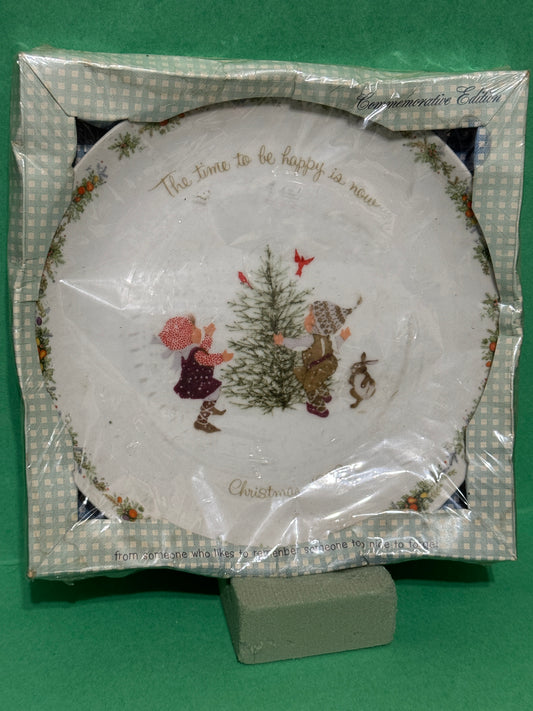 Commemorative Edition
The time to be happy is now
Christmas
from someone who likes to remember someone too nice to forget